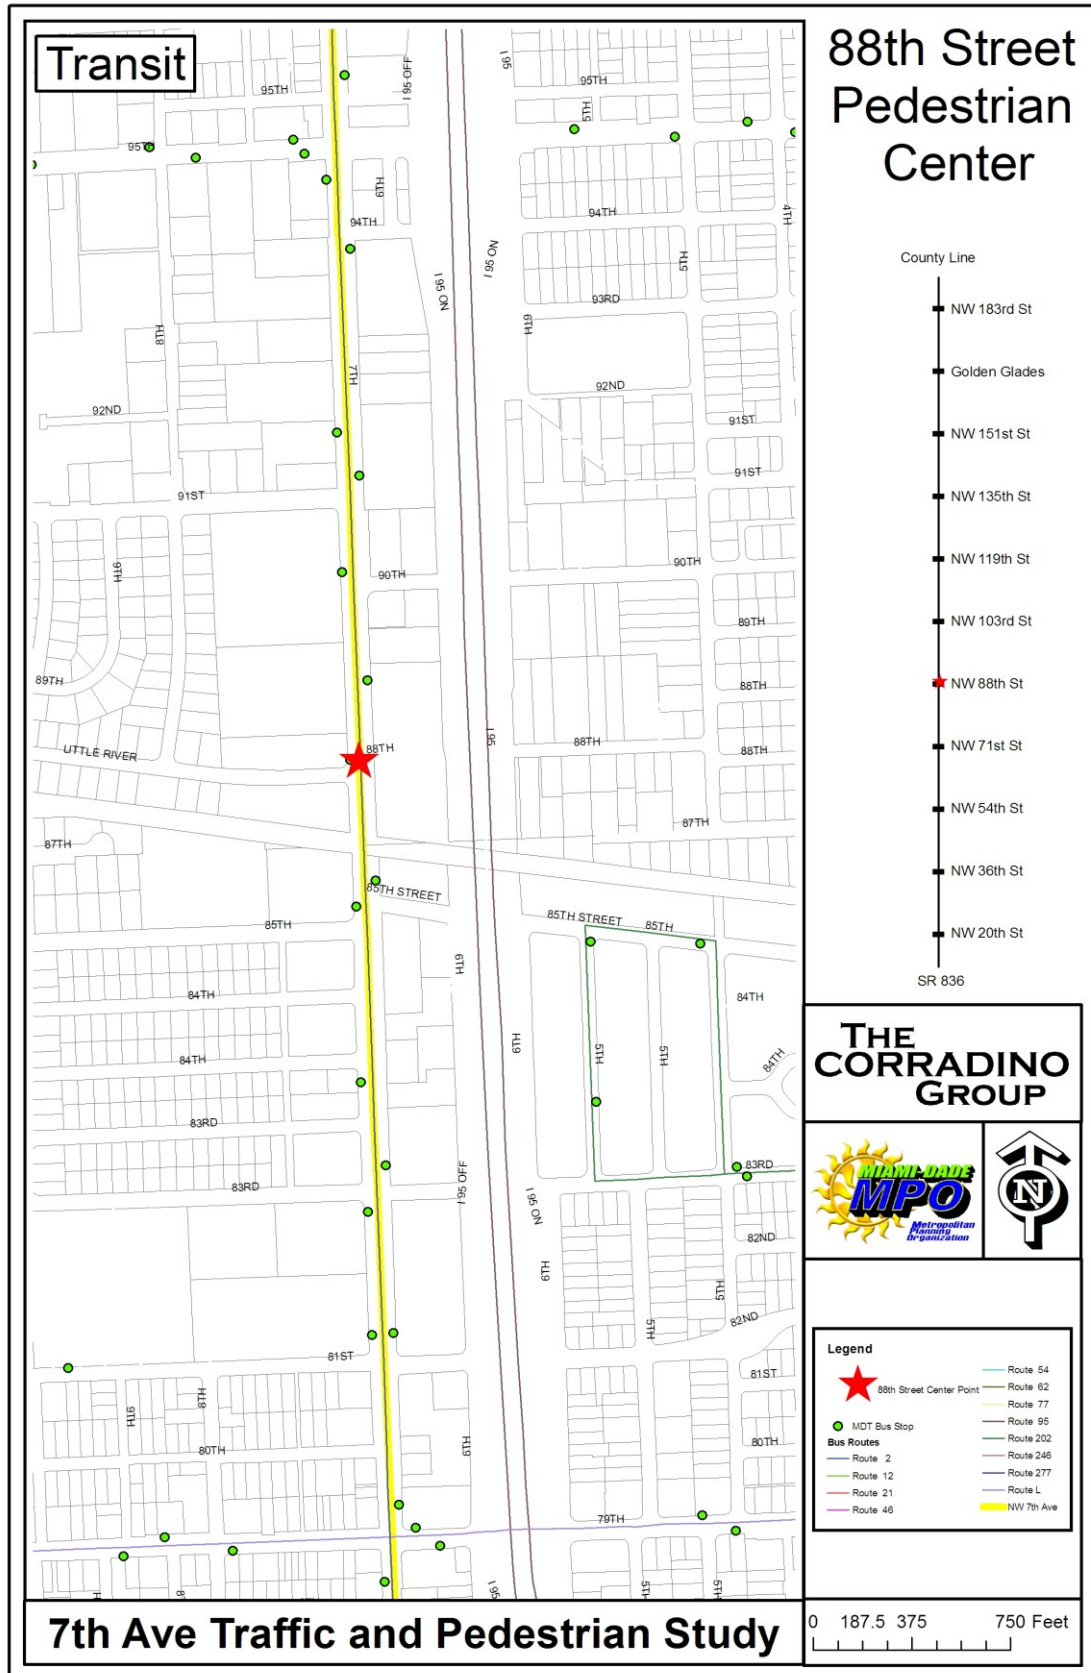 Transit
88th Street
Pedestrian
Center
95TH
I 95 OFF
I 95
95TH
5TH
95TH
6TH
94TH
94TH
4TH
I 95 ON
I 95 ON
5TH
93RD
6TH
8TH
7TH
92ND
92ND
91ST
91ST
91ST
9TH
90TH
90TH
89TH
89TH
88TH
UTTLE RIVER
88TH
I 95
88TH
88TH
87TH
87TH
85TH STREET
85TH
85TH STREET
85TH
6TH
84TH
84TH
84TH
6TH
5TH
5TH
84TH
83RD
83RD
83RD
I 95 OFF
I 95 ON
82ND
6TH
5TH
82ND
5TH
81ST
81ST
8TH
9TH
80TH
6TH
80TH
79TH
I 95
5TH
5TH
County Line
NW 183rd St
Golden Glades
NW 151st St
NW 135th St
NW 119th St
NW 103rd St
NW 88th St
NW 71st St
NW 54th St
NW 36th St
NW 20th St
SR 836
THE
CORRADINO
GROUP
MIAMI-DADE
MPO
Metropolitan
Planning
Organization
N
Legend
88th Street Center Point
MDT Bus Stop
Bus Routes
Route 2
Route 12
Route 21
Route 46
Route 54
Route 62
Route 77
Route 95
Route 202
Route 246
Route 277
Route L
NW 7th Ave
7th Ave Traffic and Pedestrian Study
0 187.5 375 750 Feet